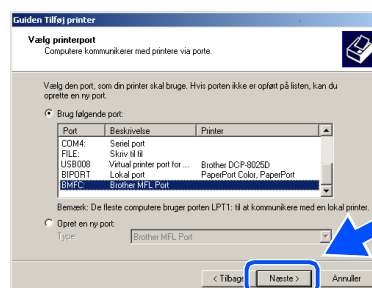 Guiden Tilføj printer
Vælg printerport
Computere kommunikerer med printere via porte.
Vælg den port, som din printer skal bruge. Hvis porten ikke er opført på listen, kan du
oprette en ny port.
Brug følgende port:
Port Beskrivelse Printer
COM4: Seriel port
FILE: Skriv til fil
USB008 Virtual printer port for ... Brother DCP-8025D
BIPORT Lokal port PaperPort Color, PaperPort
BMFC: Brother MFL Port
Bemærk: De fleste computere bruger porten LPT1: til at kommunikere med en lokal printer.
Opret en ny port:
Type: Brother MFL Port
< Tilbage Næste > Annuller